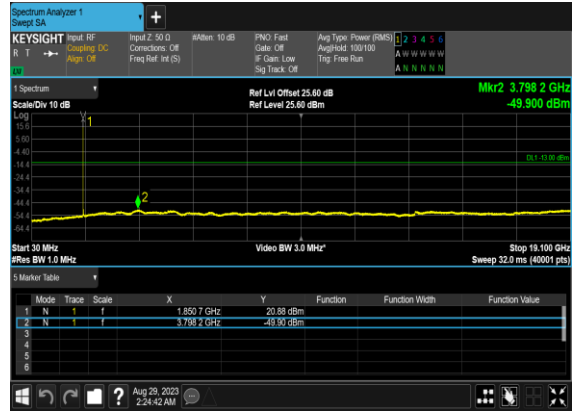 Spectrum Analyzer 1
Swept SA
+
KEYSIGHT Input: RF Input Z: 50 Ω #Atten: 10 dB PNO: Fast Avg Type: Power (RMS) 1 2 3 4 5 6
R T Coupling: DC Corrections: Off Gate: Off Avg|Hold: 100/100 A W W W W W
Align: Off Freq Ref: Int (S) IF Gain: Low Trig: Free Run
Sig Track: Off A N N N N N
1 Spectrum Ref Lvl Offset 25.60 dB Mkr2 3.798 2 GHz
Scale/Div 10 dB Ref Level 25.60 dBm -49.900 dBm
Log
1
15.6
5.60
-4.40
DL1 -13.00 dBm
-14.4
-24.4
-34.4
2
-44.4
-54.4
-64.4
Start 30 MHz Video BW 3.0 MHz* Stop 19.100 GHz
#Res BW 1.0 MHz Sweep 32.0 ms (40001 pts)
5 Marker Table
Mode Trace Scale X Y Function Function Width Function Value
1 N 1 f 1.850 7 GHz 20.88 dBm
2 N 1 f 3.798 2 GHz -49.90 dBm
3
4
5
6
? Aug 29, 2023
2:24:42 AM